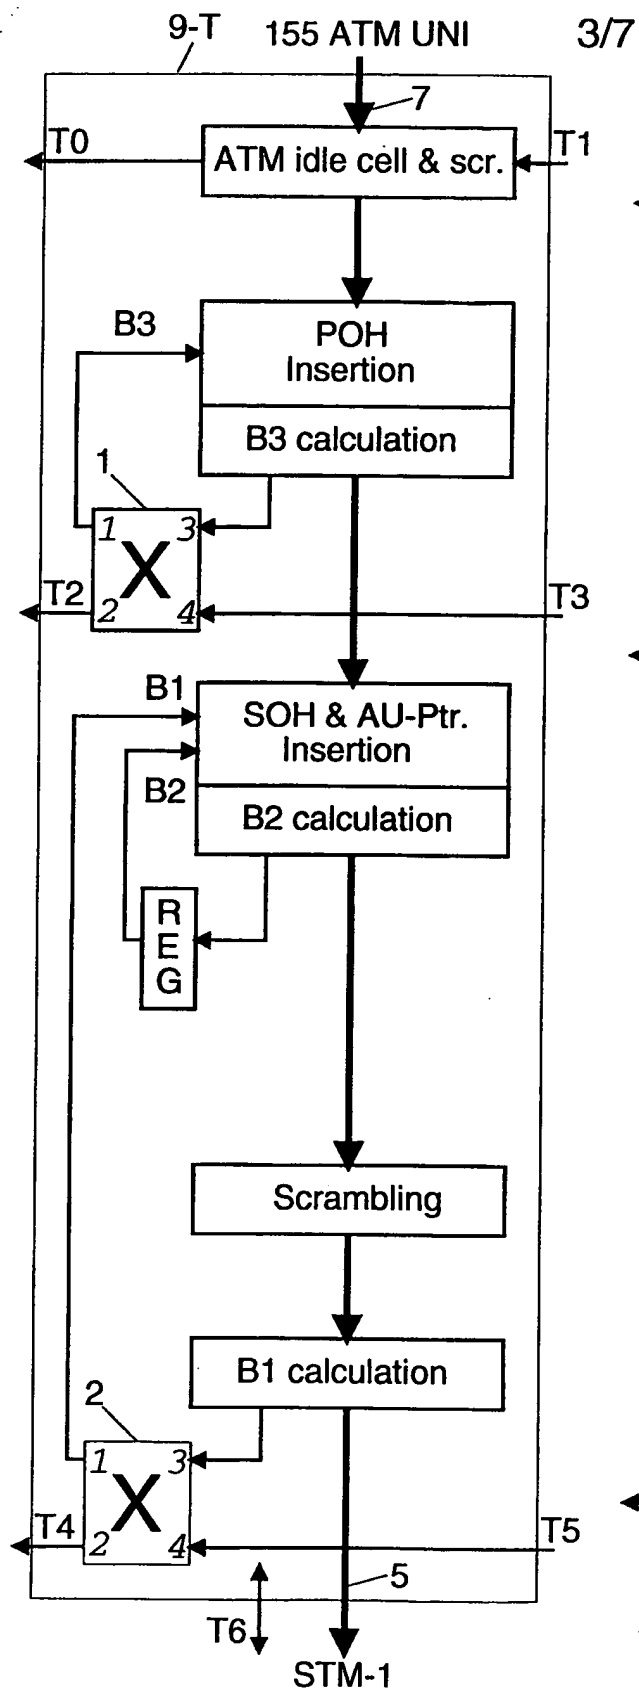 9-T
155 ATM UNI
3/7
7
T0
ATM idle cell & scr.
T1
B3
POH
Insertion
B3 calculation
1
1
3
X
T2
2
4
T3
B1
SOH & AU-Ptr.
Insertion
B2
B2 calculation
R
E
G
Scrambling
B1 calculation
2
1
3
X
T4
2
4
T5
5
T6
STM-1